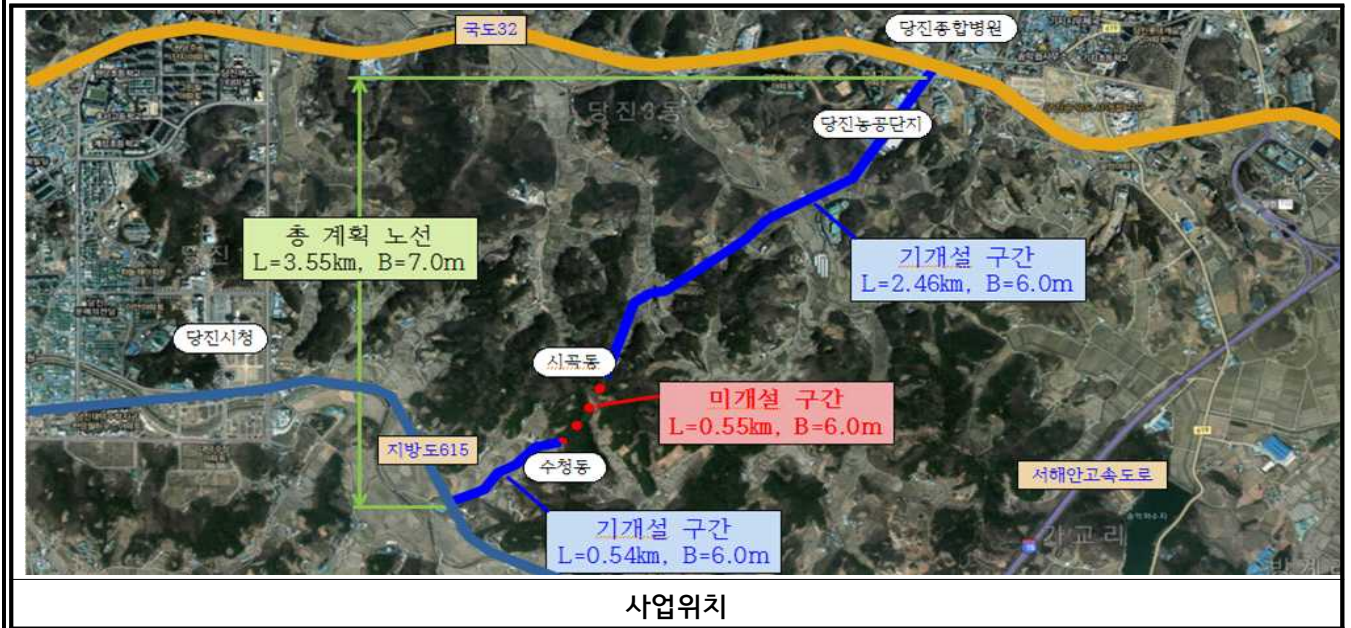 국도32
당진종합병원
당진3동
당진농공단지
총 계획 노선
L=3.55km, B=7.0m
기개설 구간
L=2.46km, B=6.0m
당진시청
시곡동
미개설 구간
L=0.55km, B=6.0m
지방도615
수청동
서해안고속도로
기개설 구간
L=0.54km, B=6.0m
가교리
사업위치